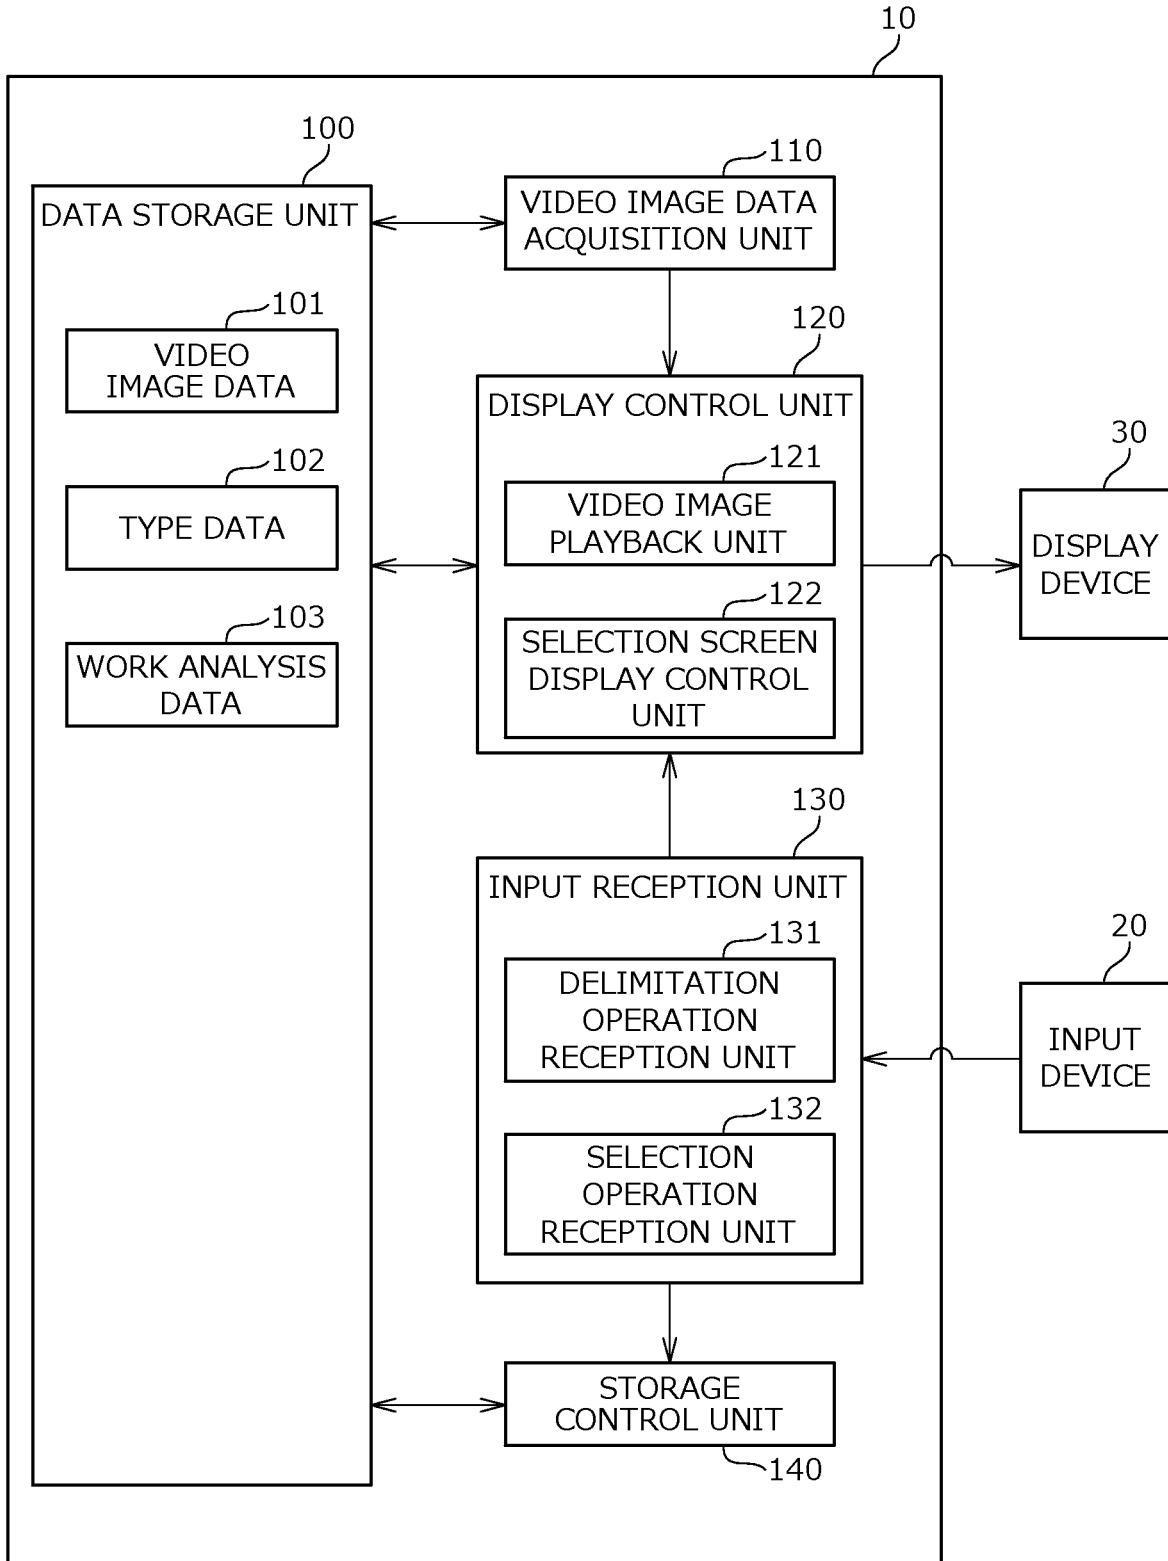 10
100
DATA STORAGE UNIT
101
VIDEO
IMAGE DATA
102
TYPE DATA
103
WORK ANALYSIS
DATA
110
VIDEO IMAGE DATA
ACQUISITION UNIT
120
DISPLAY CONTROL UNIT
121
VIDEO IMAGE
PLAYBACK UNIT
122
SELECTION SCREEN
DISPLAY CONTROL
UNIT
30
DISPLAY
DEVICE
130
INPUT RECEPTION UNIT
131
DELIMITATION
OPERATION
RECEPTION UNIT
132
SELECTION
OPERATION
RECEPTION UNIT
20
INPUT
DEVICE
STORAGE
CONTROL UNIT
140